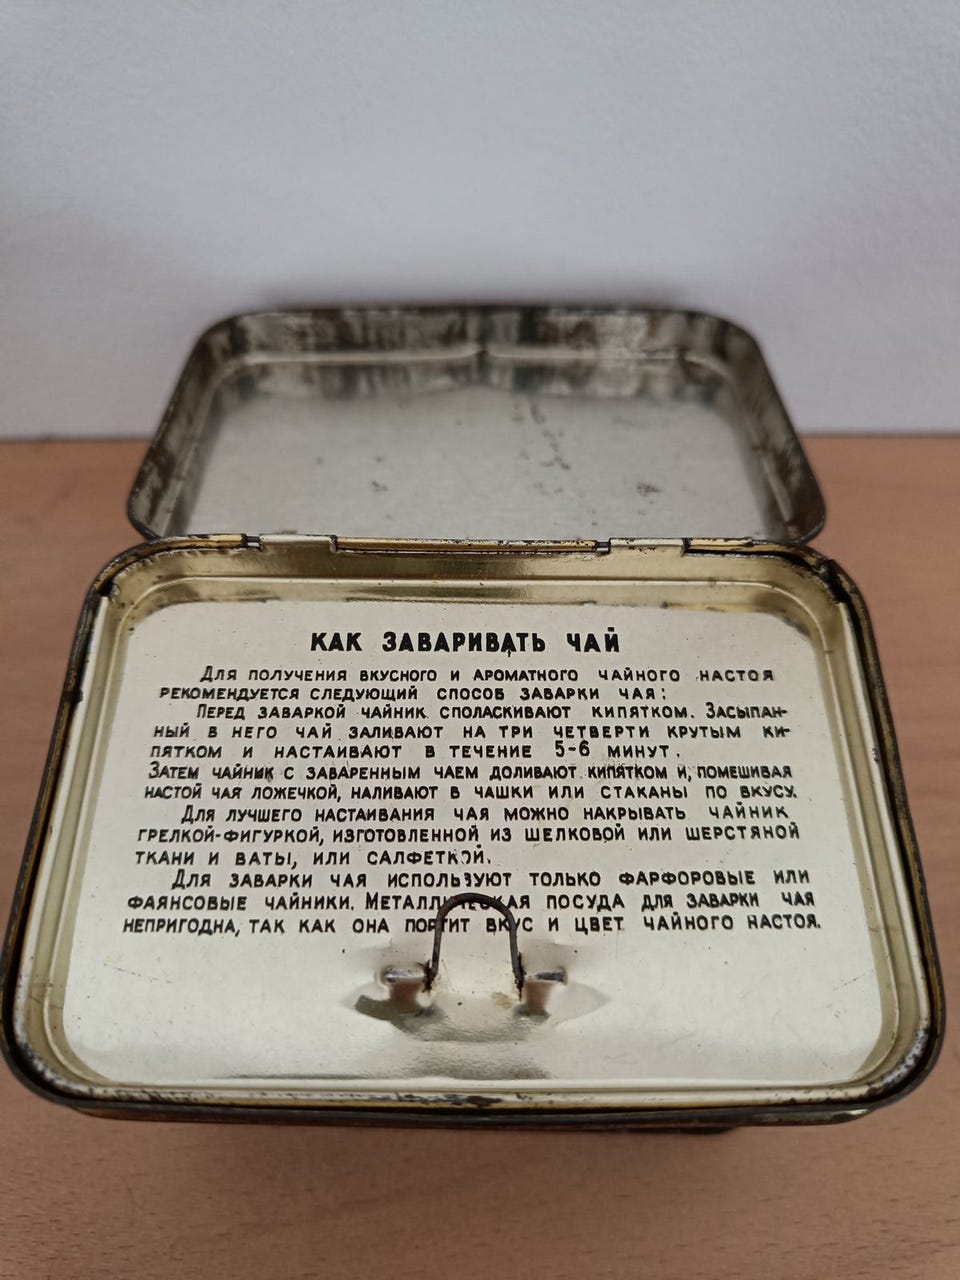 КАК ЗАВАРИВАТЬ ЧАЙ
Для получения вкусного и ароматного чайного настоя
рекомендуется следующий способ заварки чая:
Перед заваркой чайник споласкивают кипятком. Засыпан-
ный в него чай заливают на три четверти крутым ки-
пятком и настаивают в течение 5-6 минут.
Затем чайник с заваренным чаем доливают кипятком и, помешивая
настой чая ложечкой, наливают в чашки или стаканы по вкусу.
Для лучшего настаивания чая можно накрывать чайник
грелкой-фигуркой, изготовленной из шелковой или шерстяной
ткани и ваты, или салфеткой.
Для заварки чая используют только фарфоровые или
фаянсовые чайники. Металлическая посуда для заварки чая
непригодна, так как она портит вкус и цвет чайного настоя.